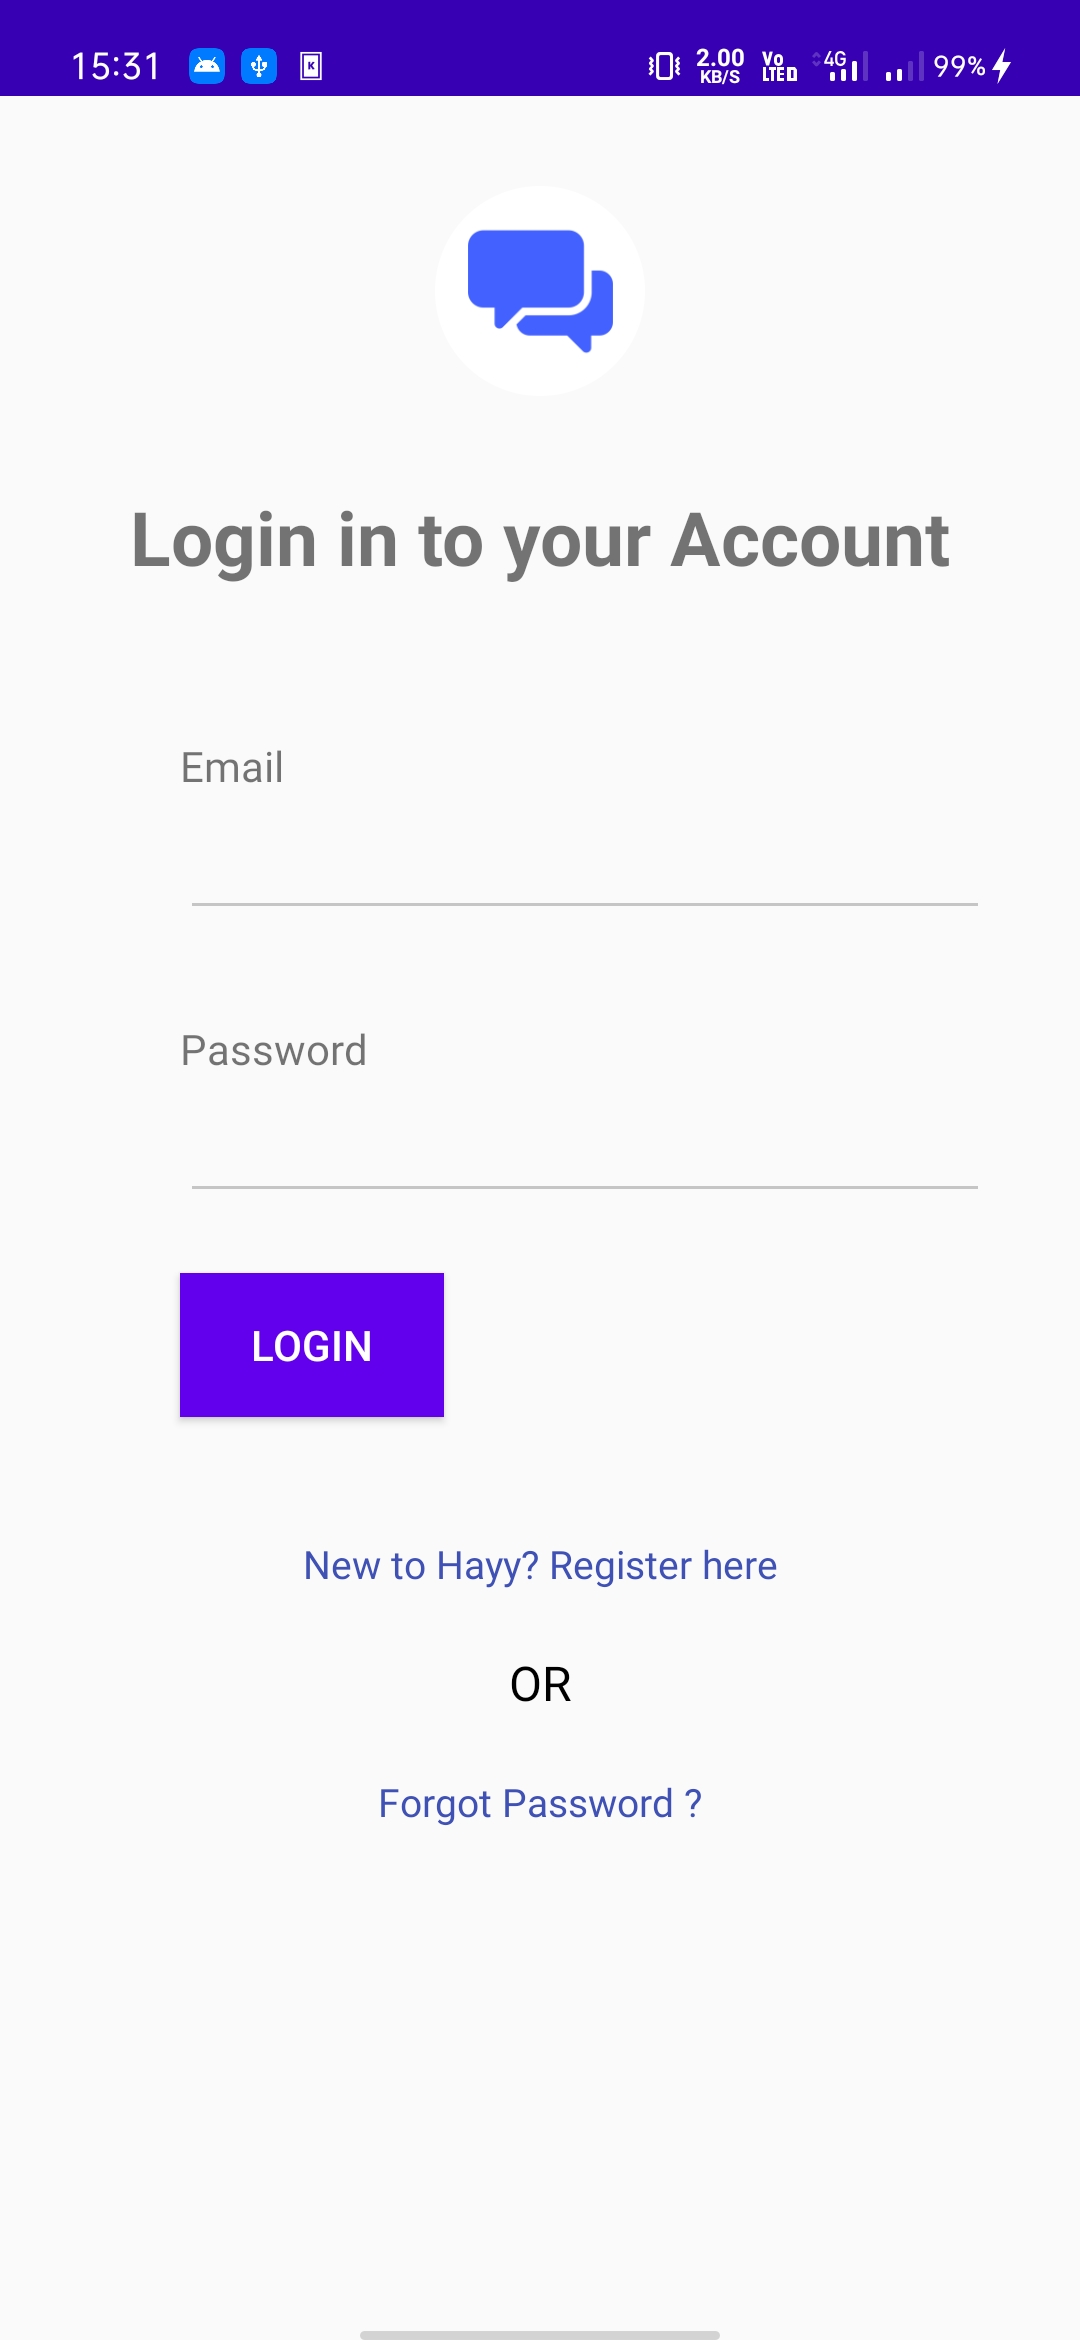 15:31 2.00 KB/S Vo LTE 4G 99%
Login in to your Account
Email
Password
LOGIN
New to Hayy? Register here
OR
Forgot Password ?